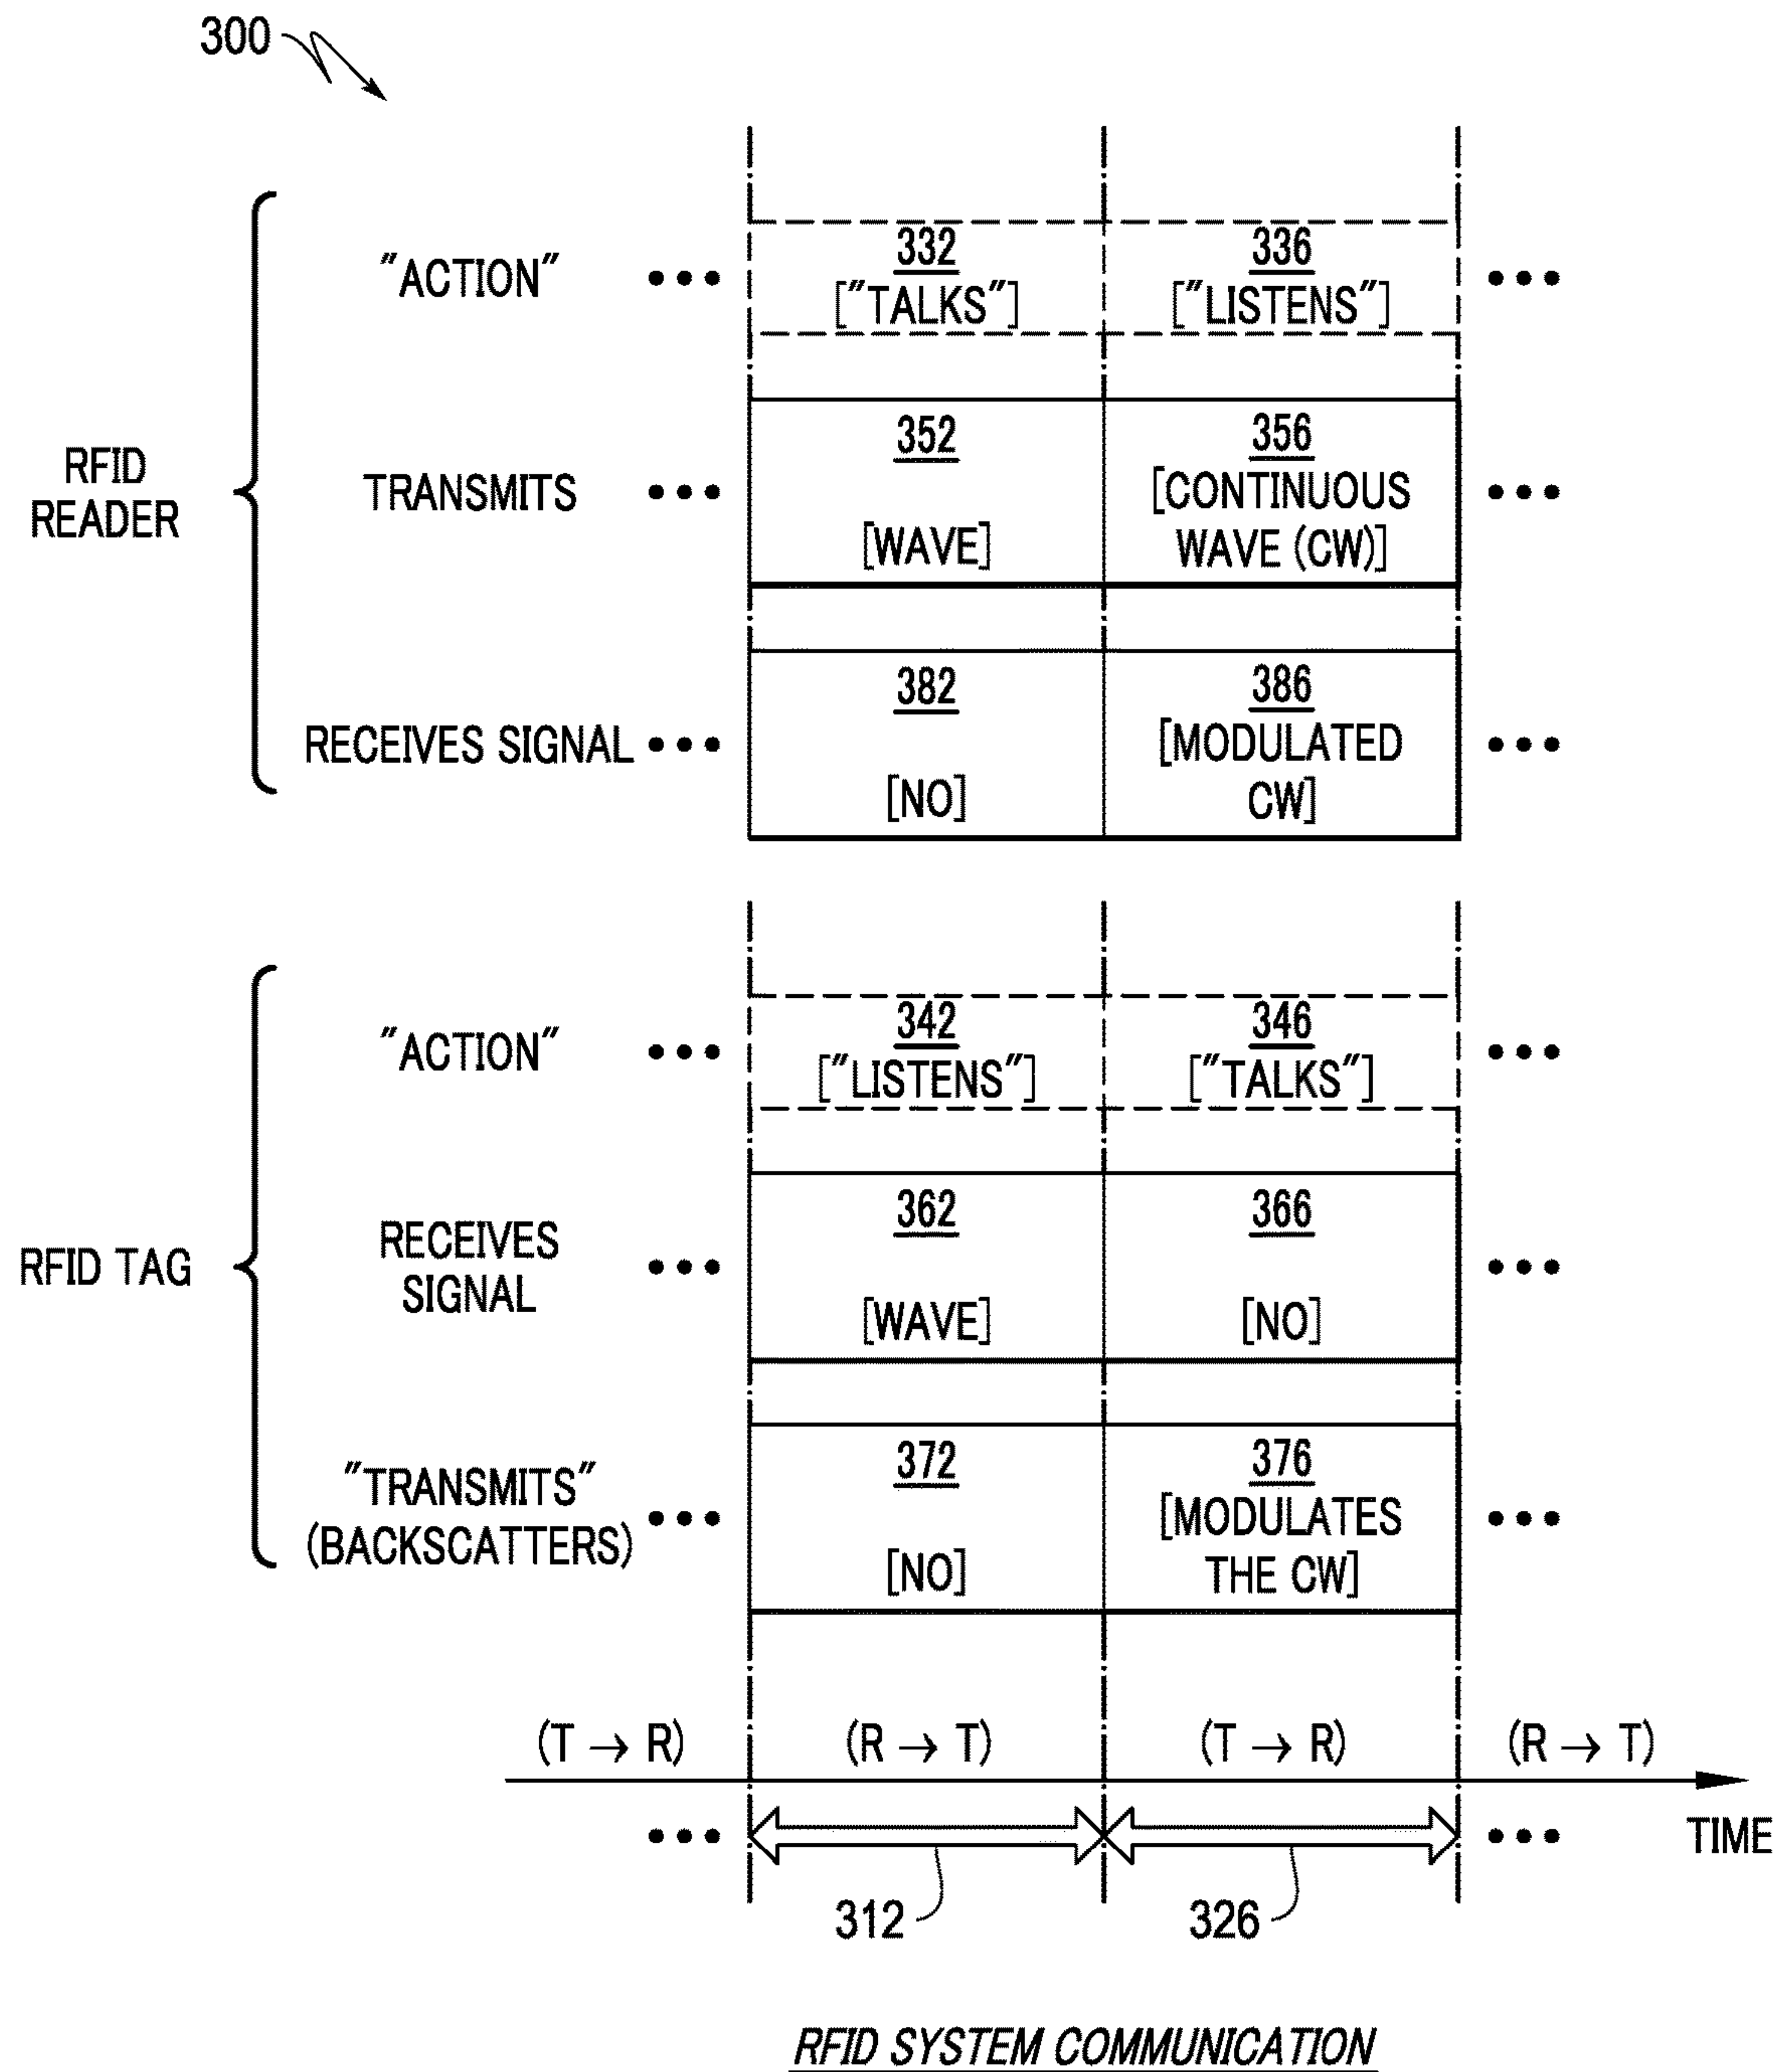 300
"ACTION"
332
["TALKS"]
336
["LISTENS"]
RFID
READER
TRANSMITS
352
[WAVE]
356
[CONTINUOUS
WAVE (CW)]
RECEIVES SIGNAL
382
[NO]
386
[MODULATED
CW]
"ACTION"
342
["LISTENS"]
346
["TALKS"]
RFID TAG
RECEIVES
SIGNAL
362
[WAVE]
366
[NO]
"TRANSMITS"
(BACKSCATTERS)
372
[NO]
376
[MODULATES
THE CW]
(T → R) (R → T) (T → R) (R → T)
TIME
312 326
RFID SYSTEM COMMUNICATION